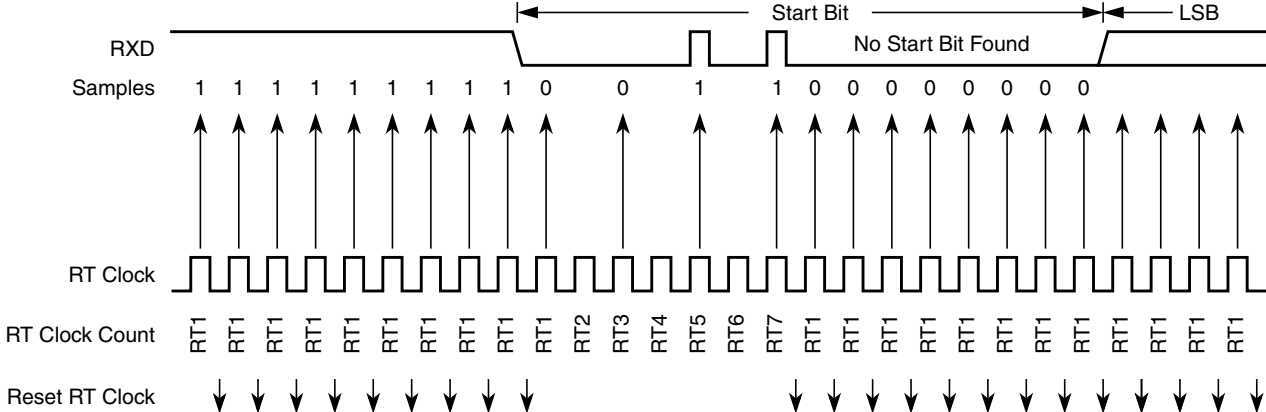 Start Bit LSB
RXD No Start Bit Found
Samples 1 1 1 1 1 1 1 1 1 0 0 1 1 0 0 0 0 0 0 0 0
RT Clock
RT Clock Count RT1 RT1 RT1 RT1 RT1 RT1 RT1 RT1 RT1 RT1 RT2 RT3 RT4 RT5 RT6 RT7 RT1 RT1 RT1 RT1 RT1 RT1 RT1 RT1 RT1 RT1 RT1 RT1
Reset RT Clock